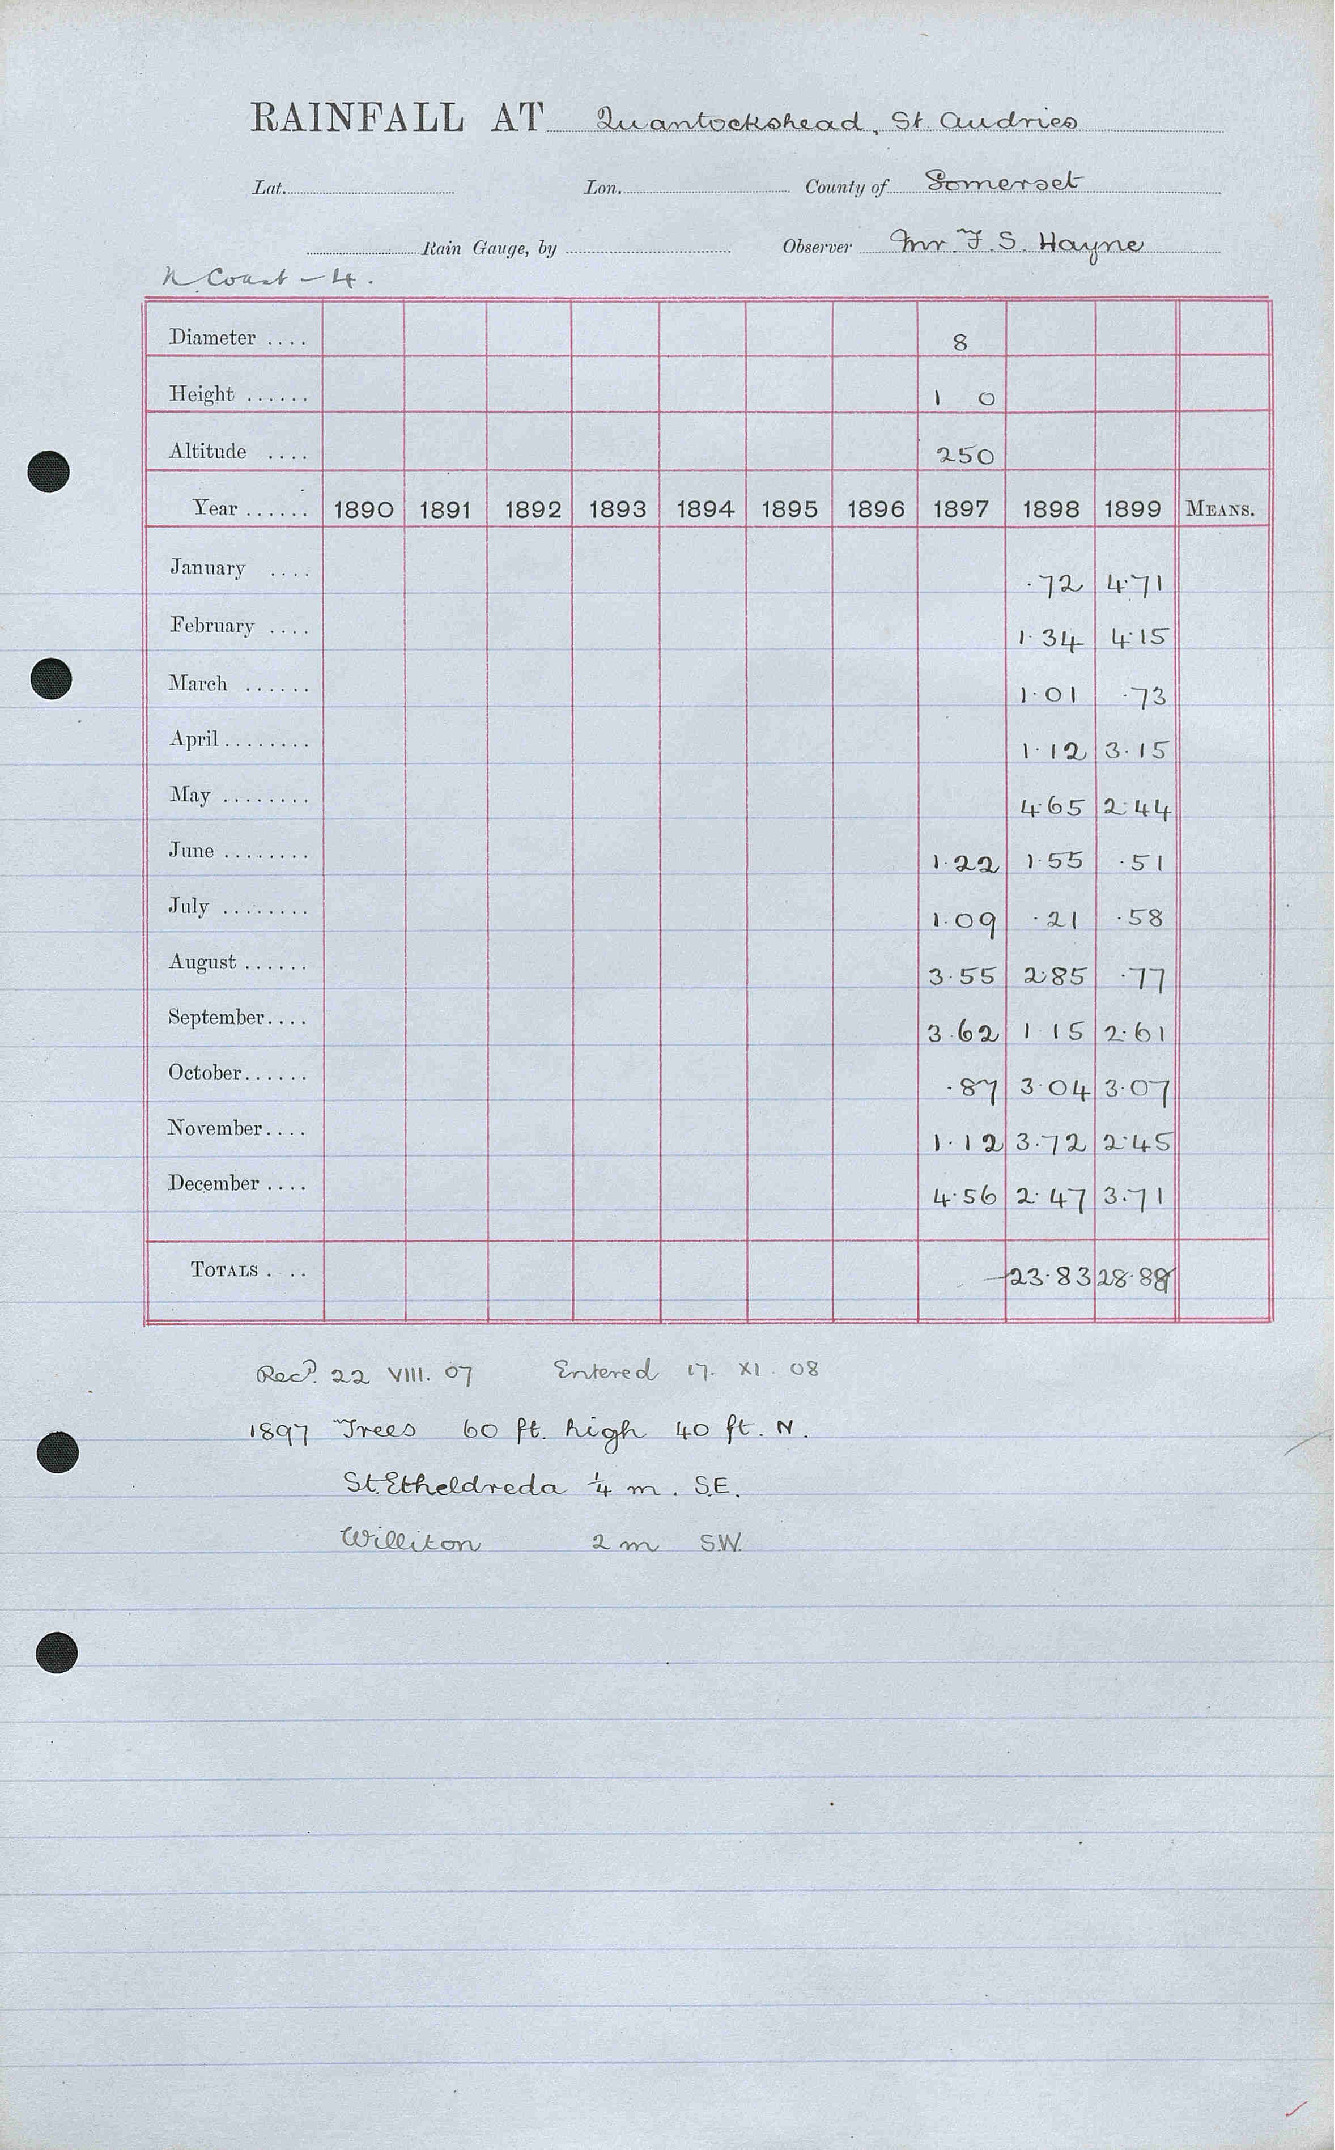 RAINFALL AT Quantockshead, St. Audries
Lat. Lon. County of Somerset
Rain Gauge, by Observer Mr F. S. Hayne
N. Coast - 4.
Diameter .... 8
Height ...... 1 0
Altitude .... 250
Year ...... 1890 1891 1892 1893 1894 1895 1896 1897 1898 1899 MEANS.
January .... .72 4.71
February .... 1.34 4.15
March ...... 1.01 .73
April ........ 1.12 3.15
May ........ 4.65 2.44
June ........ 1.22 1.55 .51
July ........ 1.09 .21 .58
August ...... 3.55 2.85 .77
September.... 3.62 1 15 2.61
October...... .87 3.04 3.07
November.... 1.12 3.72 2.45
December .... 4.56 2.47 3.71
TOTALS .... — 23.83 28.88
Recd. 22 VIII. 07 Entered 17. XI. 08
1897 Trees 60 ft. high 40 ft. N.
St. Etheldreda ¼ m. S.E.
Williton 2 m S.W.